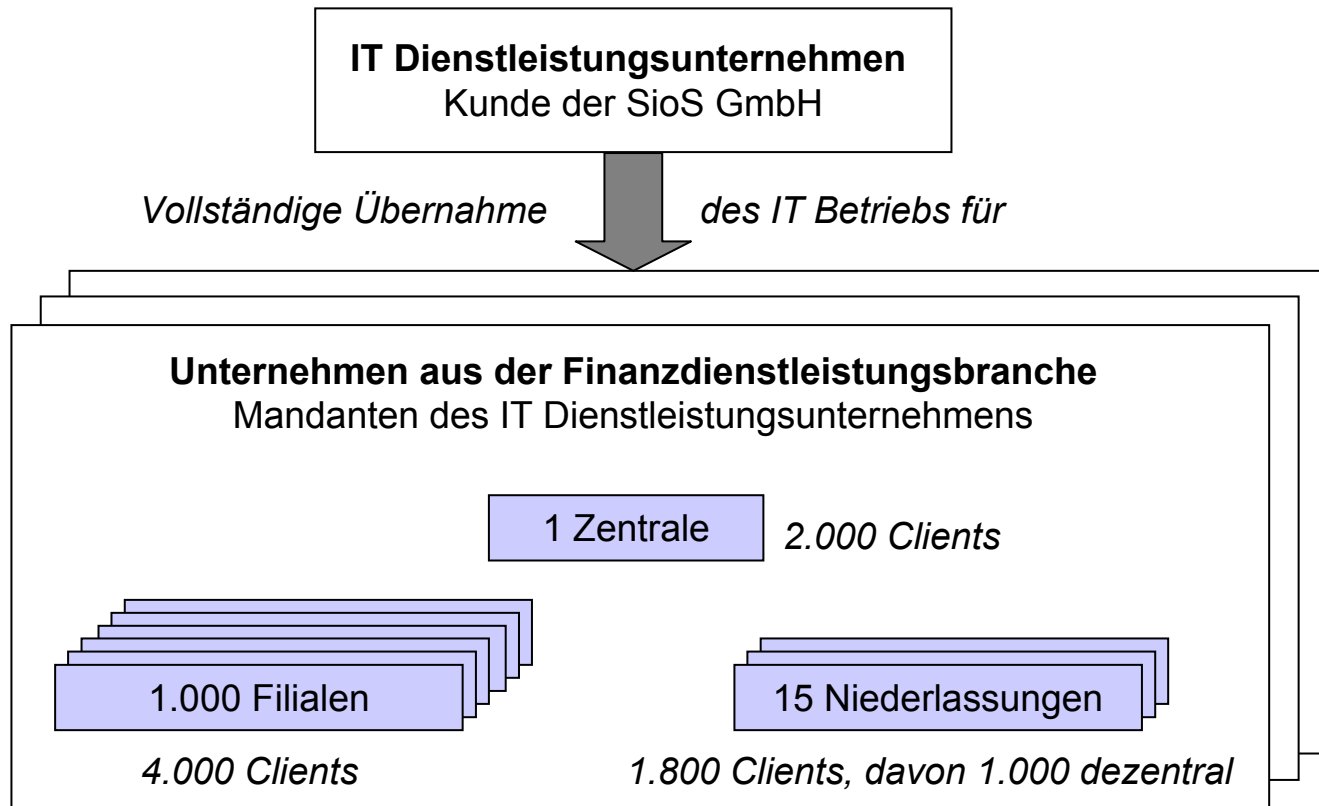 IT Dienstleistungsunternehmen
Kunde der SioS GmbH
Vollständige Übernahme des IT Betriebs für
Unternehmen aus der Finanzdienstleistungsbranche
Mandanten des IT Dienstleistungsunternehmens
1 Zentrale
2.000 Clients
1.000 Filialen
15 Niederlassungen
4.000 Clients
1.800 Clients, davon 1.000 dezentral